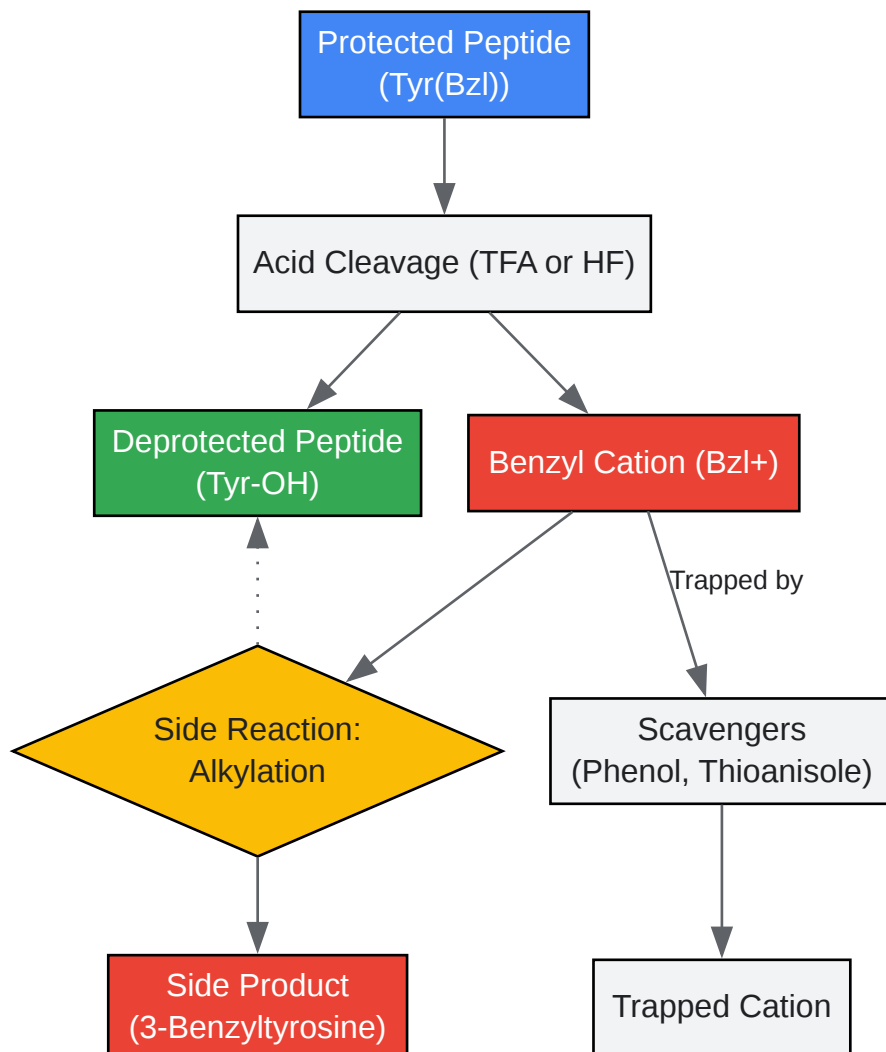 Protected Peptide
(Tyr(Bzl))
Acid Cleavage (TFA or HF)
Deprotected Peptide
(Tyr-OH)
Benzyl Cation (Bzl+)
Trapped by
Side Reaction:
Alkylation
Scavengers
(Phenol, Thioanisole)
Side Product
(3-Benzyltyrosine)
Trapped Cation